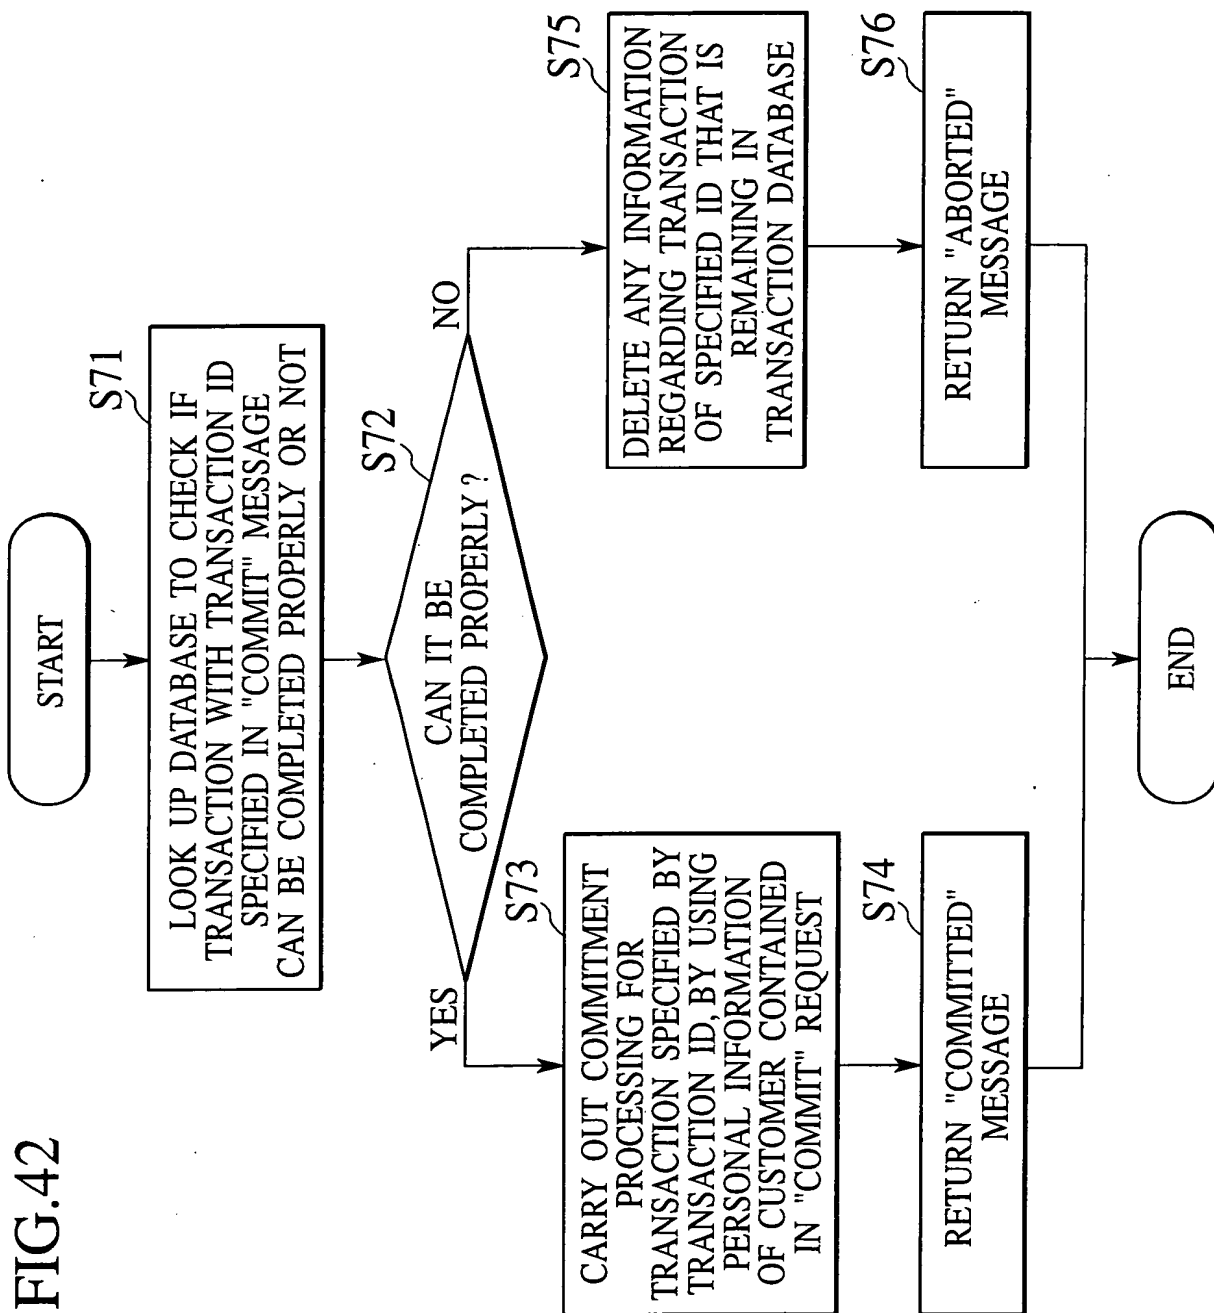 FIG.42
START
S71
LOOK UP DATABASE TO CHECK IF
TRANSACTION WITH TRANSACTION ID
SPECIFIED IN "COMMIT" MESSAGE
CAN BE COMPLETED PROPERLY OR NOT
S72
CAN IT BE
COMPLETED PROPERLY?
YES
NO
S73
CARRY OUT COMMITMENT
PROCESSING FOR
TRANSACTION SPECIFIED BY
TRANSACTION ID, BY USING
PERSONAL INFORMATION
OF CUSTOMER CONTAINED
IN "COMMIT" REQUEST
S74
RETURN "COMMITTED"
MESSAGE
S75
DELETE ANY INFORMATION
REGARDING TRANSACTION
OF SPECIFIED ID THAT IS
REMAINING IN
TRANSACTION DATABASE
S76
RETURN "ABORTED"
MESSAGE
END